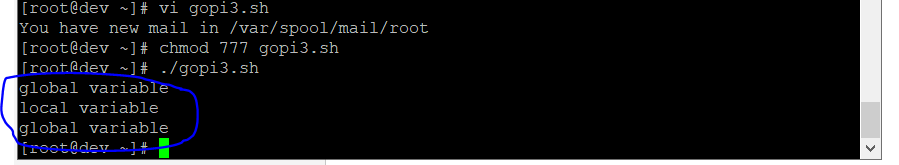 [root@dev ~]# vi gopi3.sh
You have new mail in /var/spool/mail/root
[root@dev ~]# chmod 777 gopi3.sh
[root@dev ~]# ./gopi3.sh
global variable
local variable
global variable
[root@dev ~]#